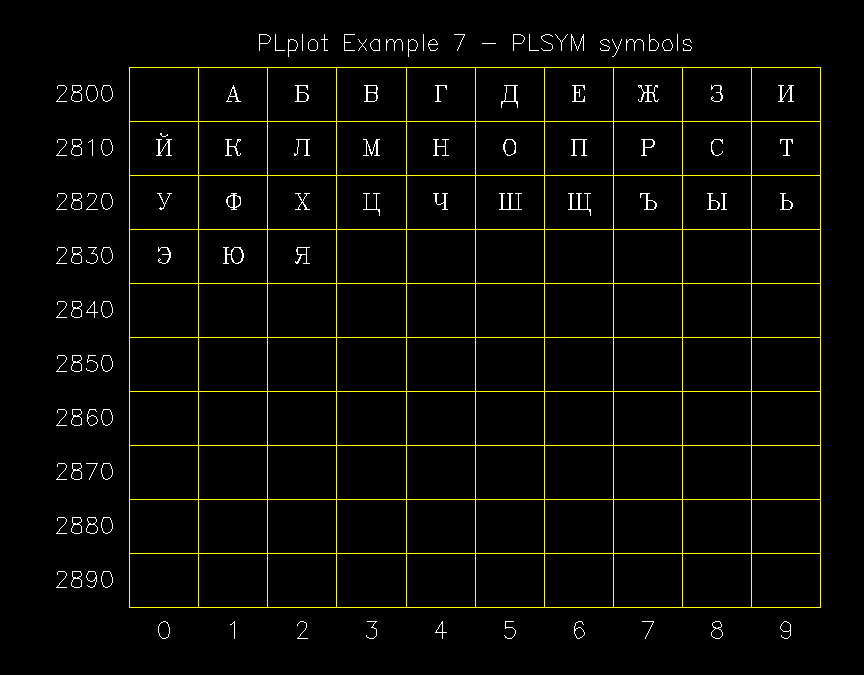 PLplot Example 7 - PLSYM symbols
2800 А Б В Г Д Е Ж З И
2810 Й К Л М Н О П Р С Т
2820 У Ф Х Ц Ч Ш Щ Ъ Ы Ь
2830 Э Ю Я
2840
2850
2860
2870
2880
2890
0 1 2 3 4 5 6 7 8 9